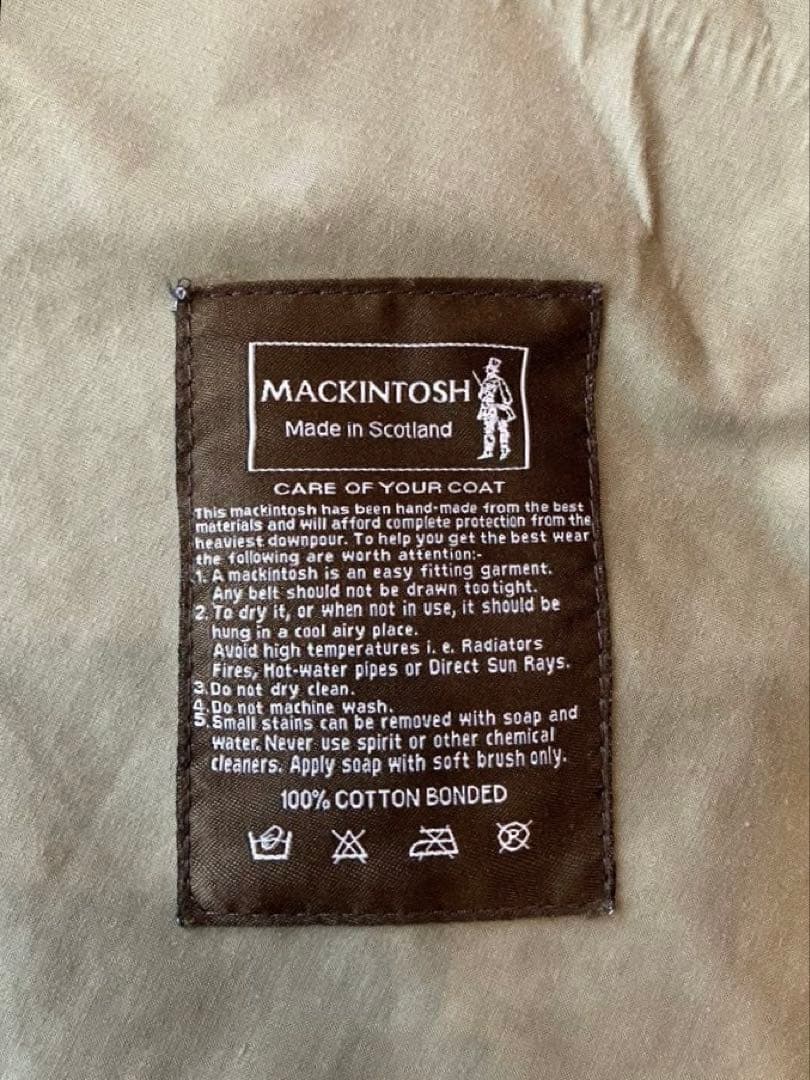 MACKINTOSH
Made in Scotland
CARE OF YOUR COAT
This mackintosh has been hand-made from the best
materials and will afford complete protection from the
heaviest downpour. To help you get the best wear
the following are worth attention:-
1. A mackintosh is an easy fitting garment.
Any belt should not be drawn too tight.
2. To dry it, or when not in use, it should be
hung in a cool airy place.
Avoid high temperatures i. e. Radiators
Fires, Hot-water pipes or Direct Sun Rays.
3. Do not dry clean.
4. Do not machine wash.
5. Small stains can be removed with soap and
water. Never use spirit or other chemical
cleaners. Apply soap with soft brush only.
100% COTTON BONDED
P